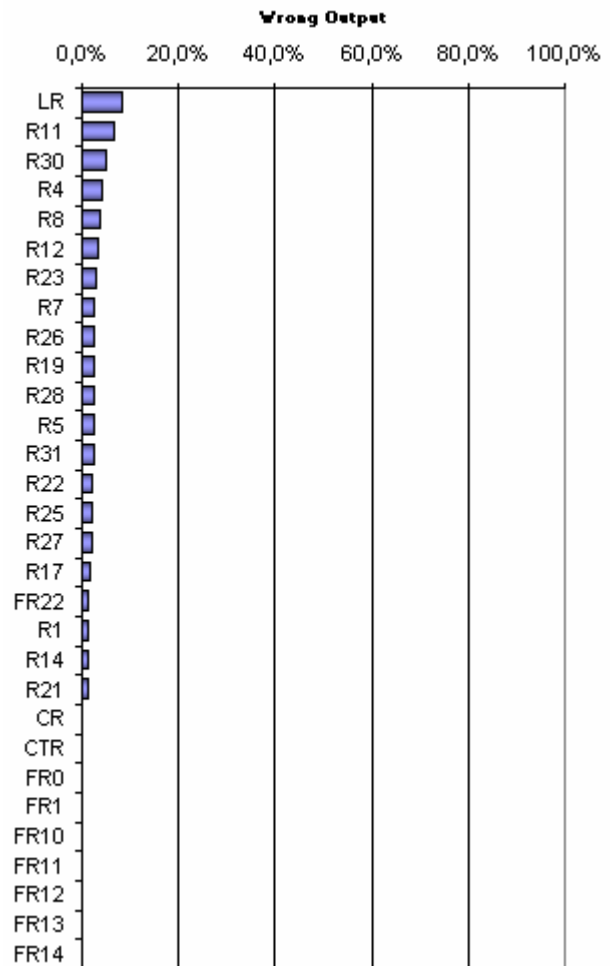 Wrong Output
0,0% 20,0% 40,0% 60,0% 80,0% 100,0%
LR
R11
R30
R4
R8
R12
R23
R7
R26
R19
R28
R5
R31
R22
R25
R27
R17
FR22
R1
R14
R21
CR
CTR
FR0
FR1
FR10
FR11
FR12
FR13
FR14